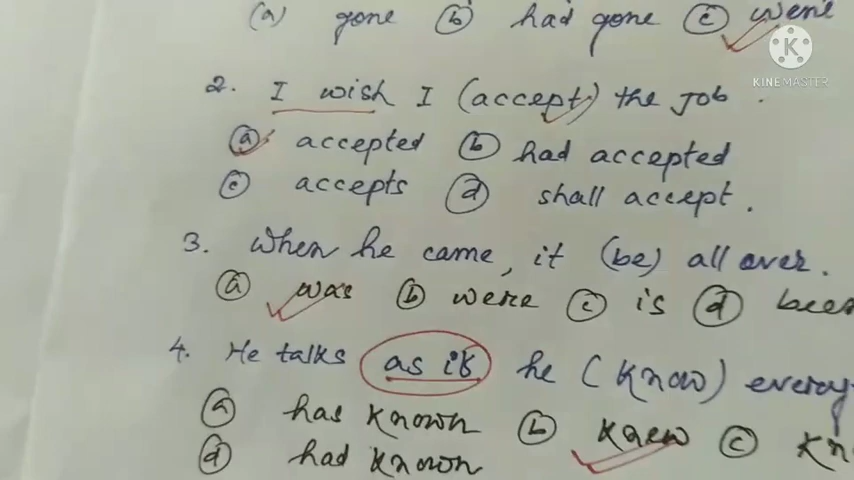 (a) gone (b) had gone (c) went
KINEMASTER
2. I wish I (accept) the job.
(a) accepted (b) had accepted
(c) accepts (d) shall accept.
3. When he came, it (be) all over.
(a) was (b) were (c) is (d)
4. He talks as if he (know)
(a) has known (b) knew (c)
(d) had known